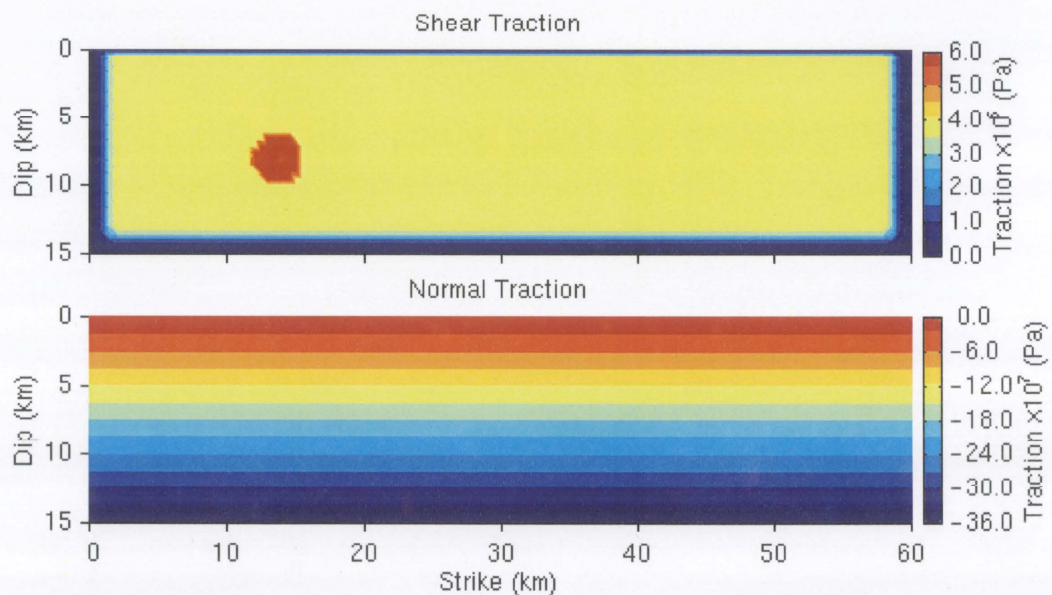 Shear Traction
0
5
10
15
Dip (km)
6.0
5.0
4.0
3.0
2.0
1.0
0.0
Traction ×10⁶ (Pa)
Normal Traction
0
5
10
15
Dip (km)
0.0
-6.0
-12.0
-18.0
-24.0
-30.0
-36.0
Traction ×10⁷ (Pa)
0 10 20 30 40 50 60
Strike (km)